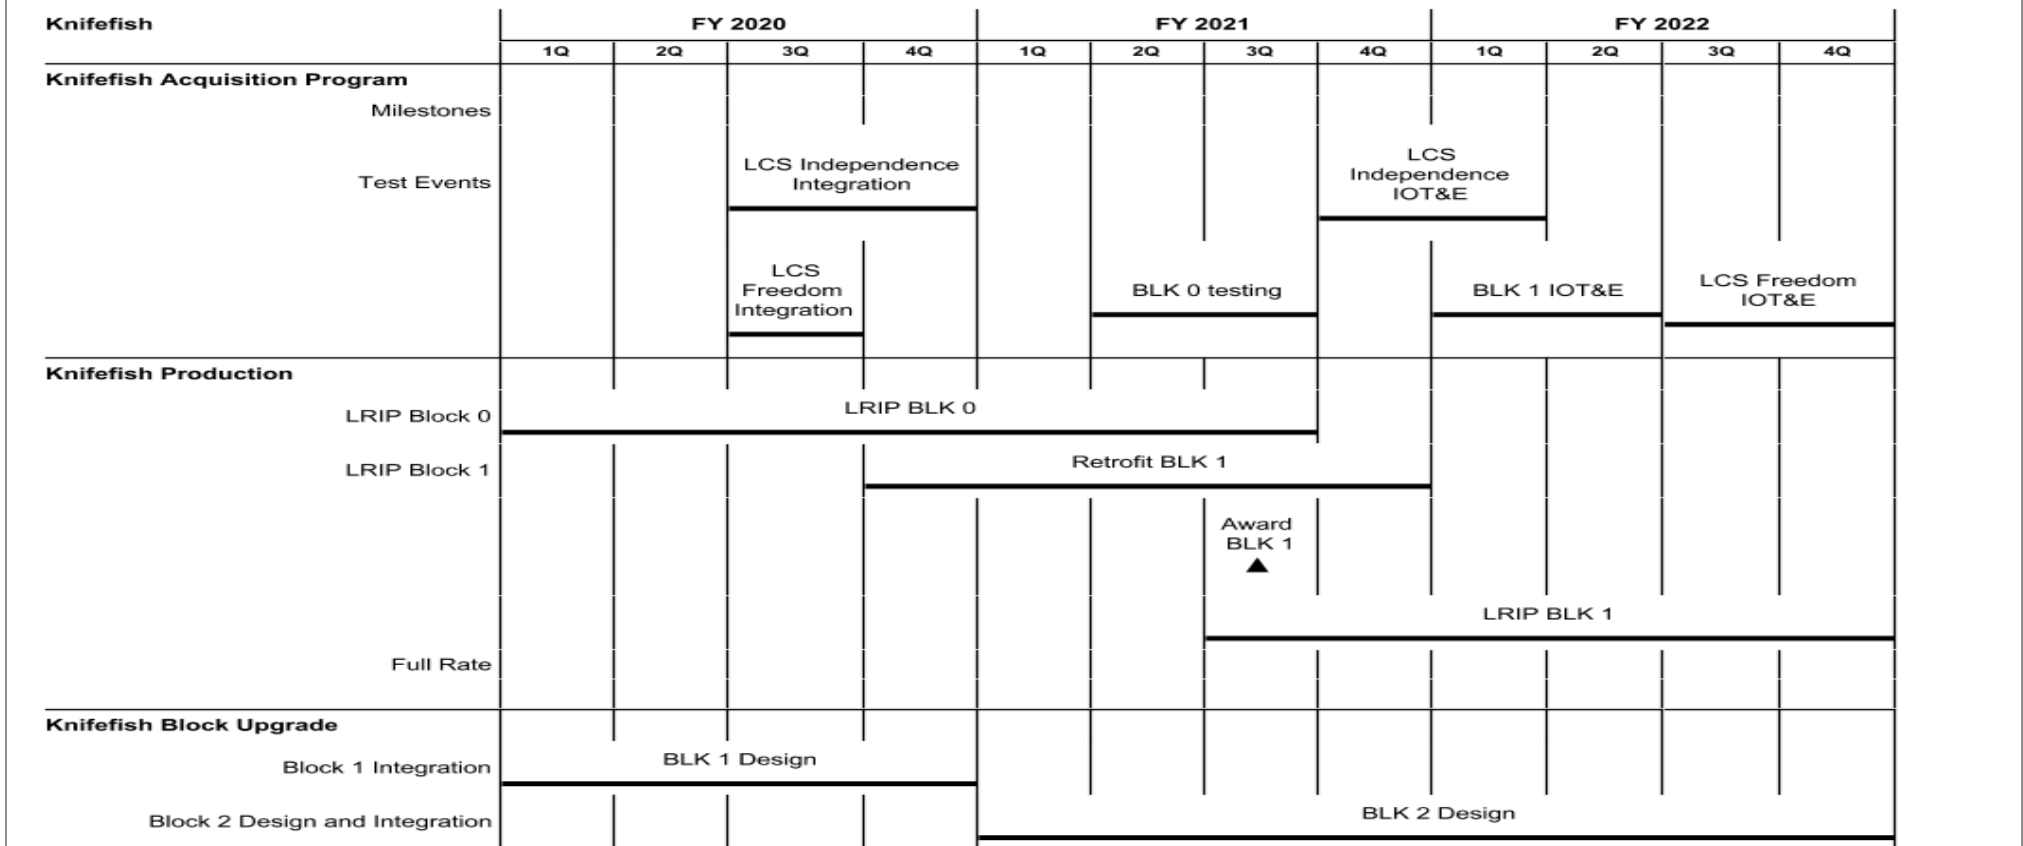 Knifefish FY 2020 FY 2021 FY 2022
1Q 2Q 3Q 4Q 1Q 2Q 3Q 4Q 1Q 2Q 3Q 4Q
Knifefish Acquisition Program
Milestones
Test Events
LCS Independence
Integration
LCS
Independence
IOT&E
LCS
Freedom
Integration
BLK 0 testing
BLK 1 IOT&E
LCS Freedom
IOT&E
Knifefish Production
LRIP Block 0
LRIP BLK 0
LRIP Block 1
Retrofit BLK 1
Award
BLK 1
LRIP BLK 1
Full Rate
Knifefish Block Upgrade
Block 1 Integration
BLK 1 Design
Block 2 Design and Integration
BLK 2 Design